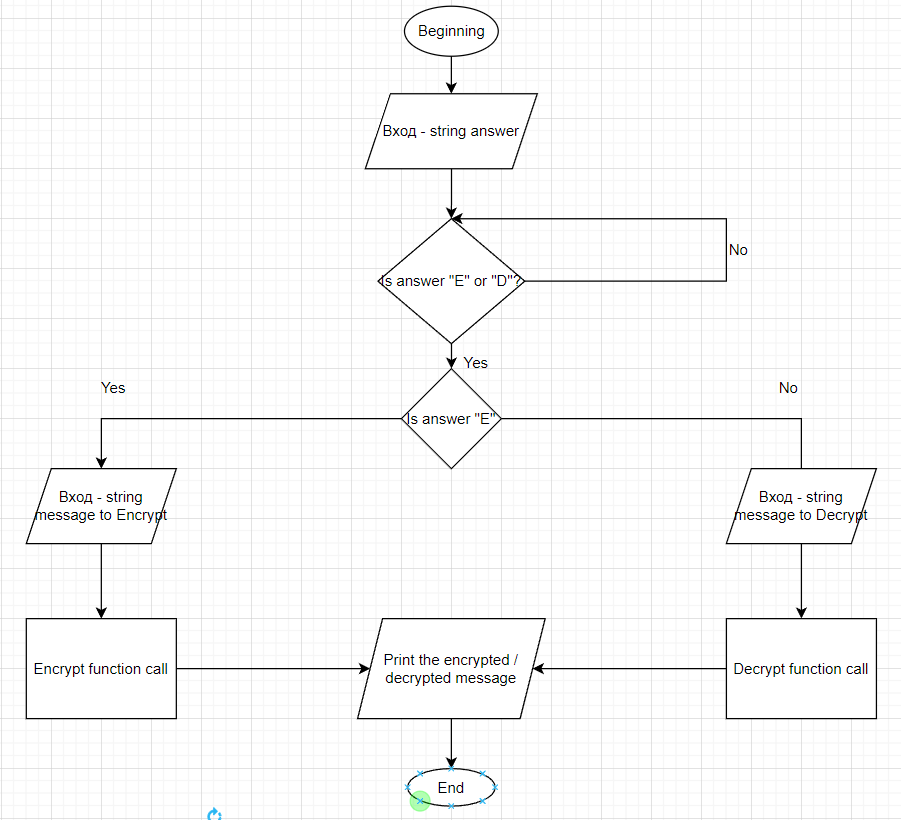 Beginning
Вход - string answer
Is answer "E" or "D"?
No
Yes
Yes
No
Is answer "E"
Вход - string
message to Encrypt
Вход - string
message to Decrypt
Encrypt function call
Print the encrypted /
decrypted message
Decrypt function call
End